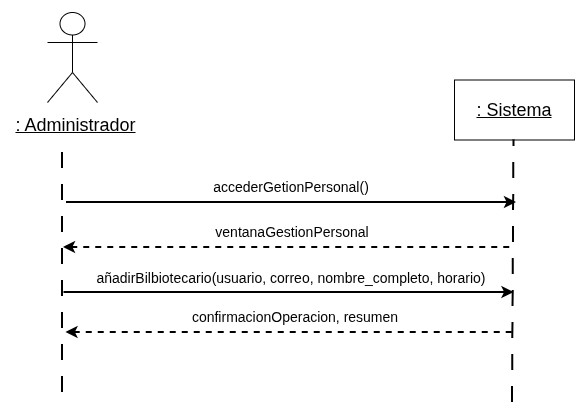 : Administrador
: Sistema
accederGetionPersonal()
ventanaGestionPersonal
añadirBilbiotecario(usuario, correo, nombre_completo, horario)
confirmacionOperacion, resumen